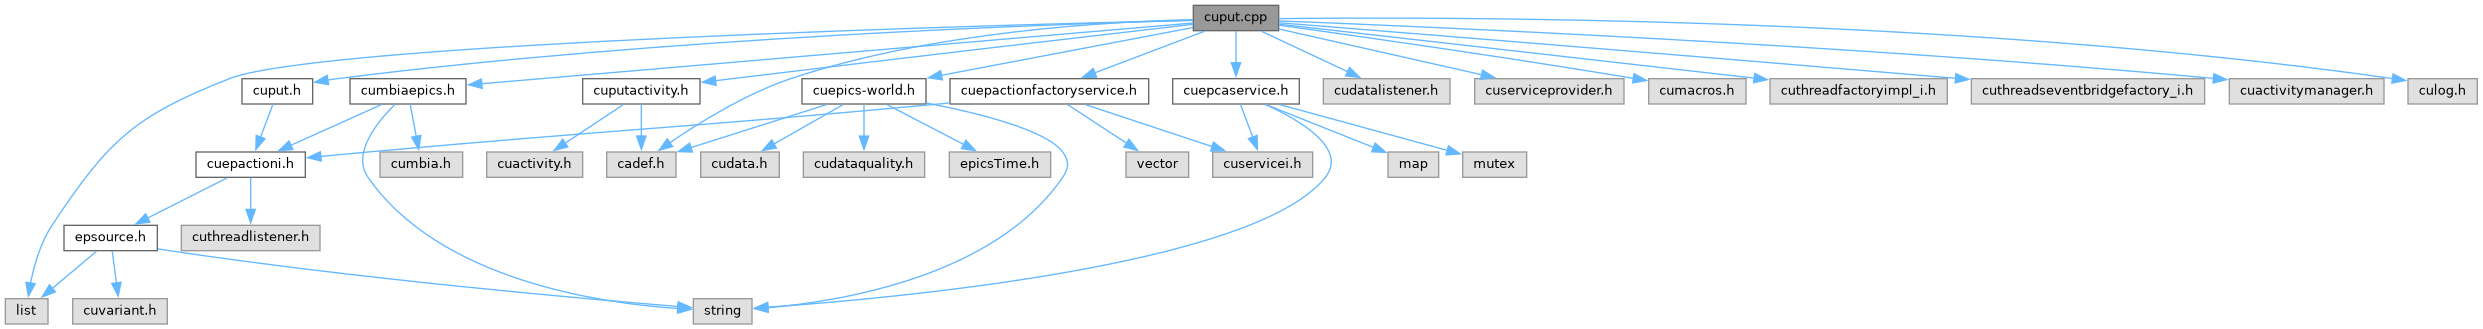 cuput.cpp
cuput.h
cumbiaepics.h
cuputactivity.h
cuepics-world.h
cuepactionfactoryservice.h
cuepcaservice.h
cudatalistener.h
cuserviceprovider.h
cumacros.h
cuthreadfactoryimpl_i.h
cuthreadseventbridgefactory_i.h
cuactivitymanager.h
culog.h
cuepactioni.h
cumbia.h
cuactivity.h
cadef.h
cudata.h
cudataquality.h
epicsTime.h
vector
cuservicei.h
map
mutex
epsource.h
cuthreadlistener.h
list
cuvariant.h
string